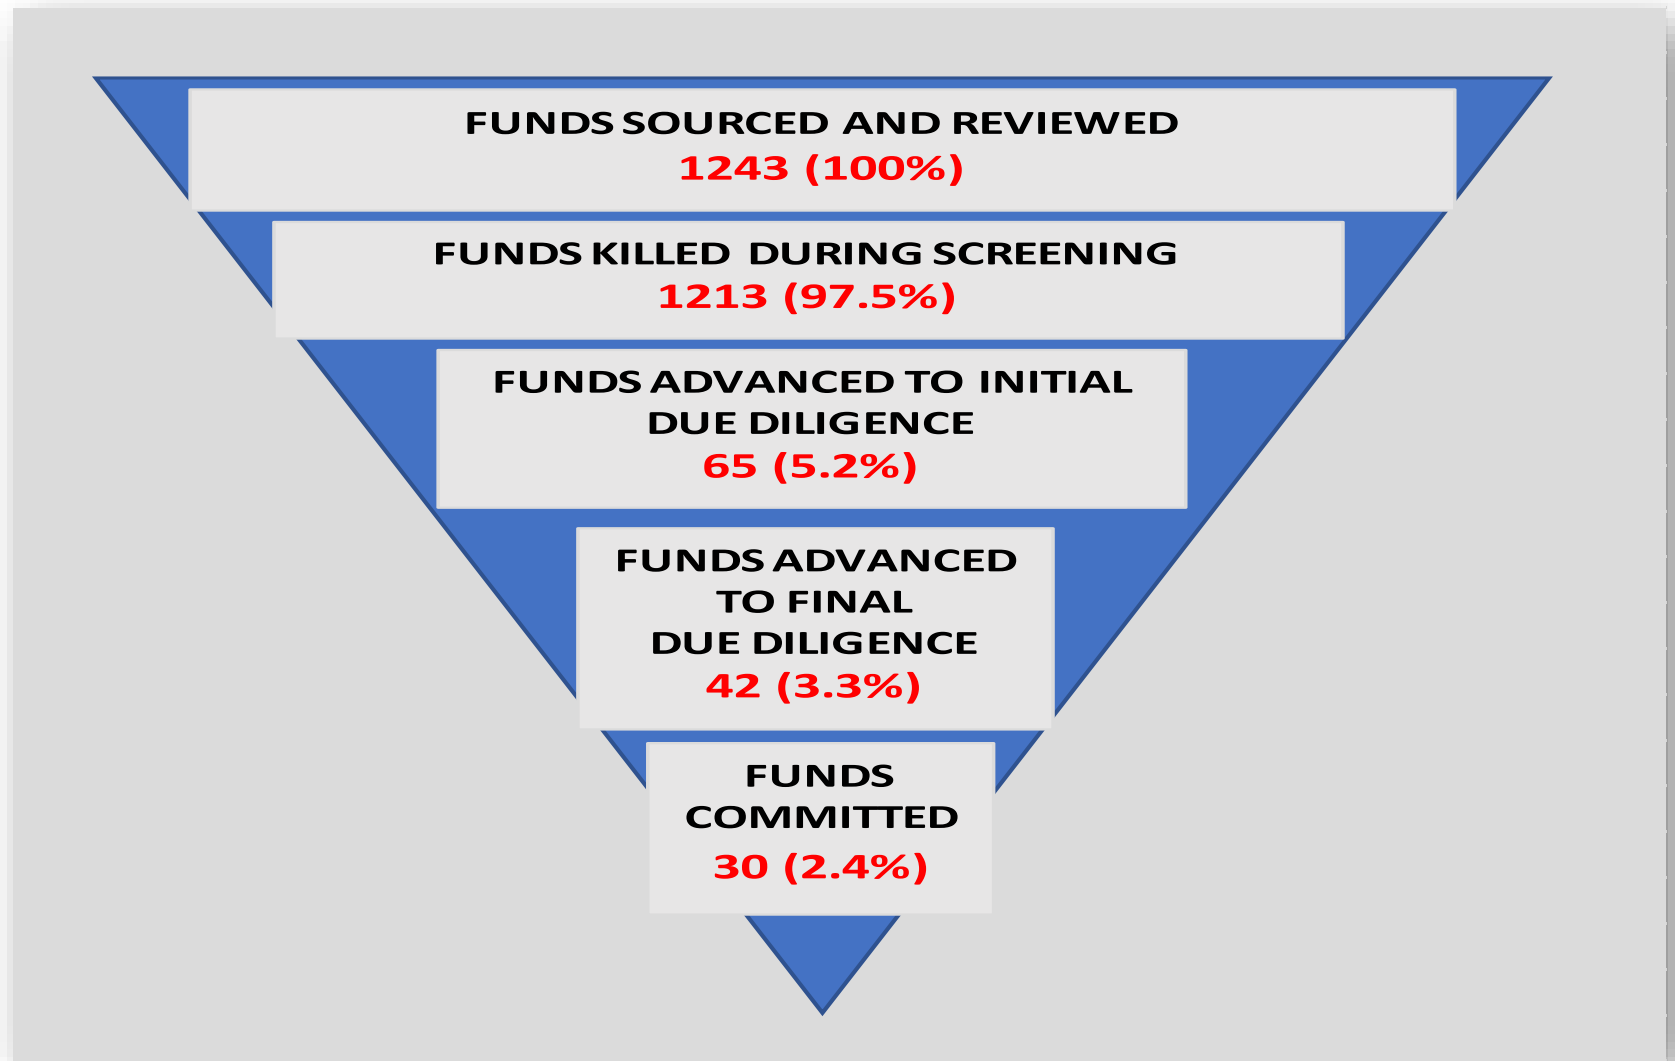 FUNDS SOURCED AND REVIEWED
1243 (100%)
FUNDS KILLED DURING SCREENING
1213 (97.5%)
FUNDS ADVANCED TO INITIAL
DUE DILIGENCE
65 (5.2%)
FUNDS ADVANCED
TO FINAL
DUE DILIGENCE
42 (3.3%)
FUNDS
COMMITTED
30 (2.4%)